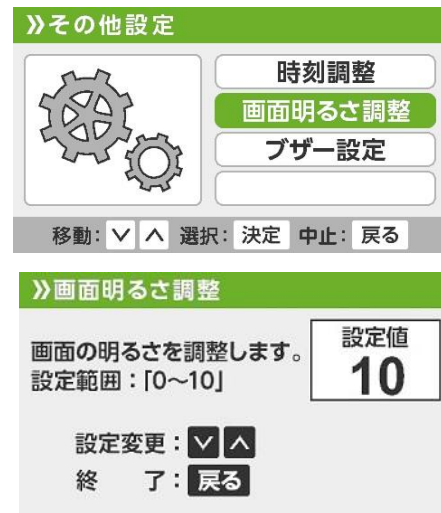 》その他設定
時刻調整
画面明るさ調整
ブザー設定
移動: ∨ ∧ 選択: 決定 中止: 戻る
》画面明るさ調整
画面の明るさを調整します。
設定範囲：「0～10」
設定値
10
設定変更：∨ ∧
終　了：戻る